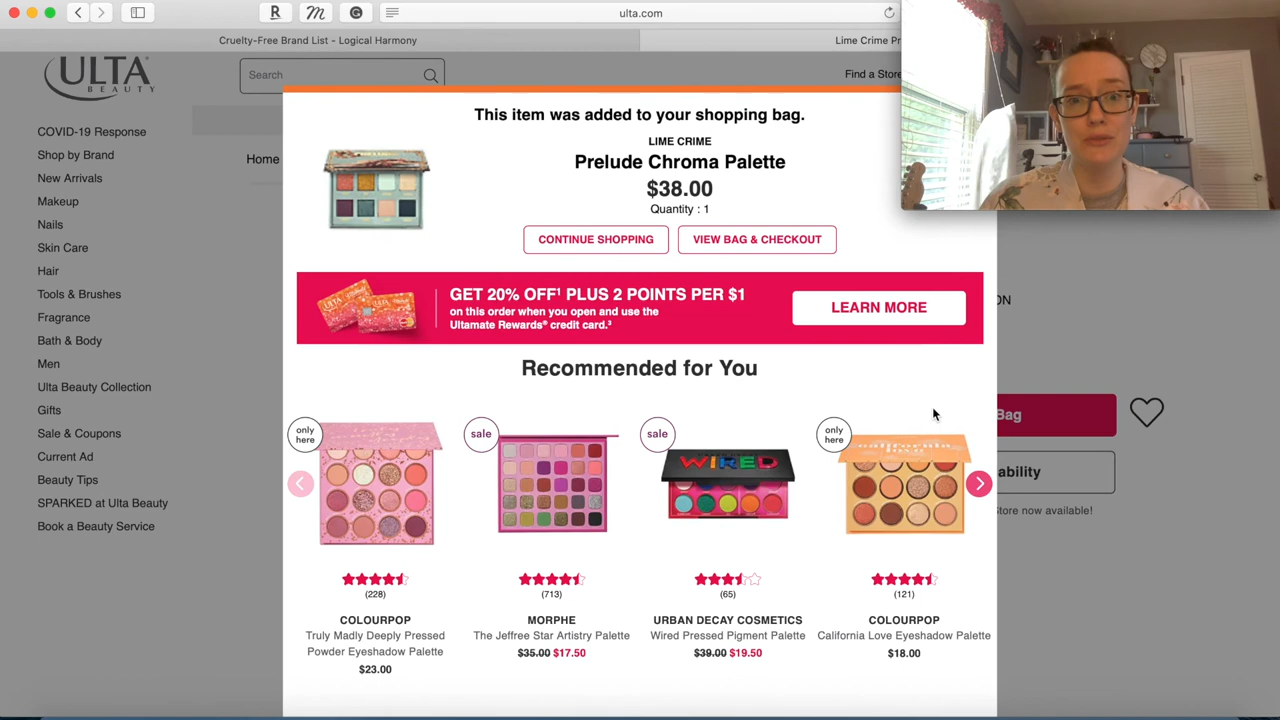 ulta.com
Cruelty-Free Brand List - Logical Harmony
Lime Crime Pr
ULTA
BEAUTY
Search
Find a Store
COVID-19 Response
Shop by Brand
New Arrivals
Makeup
Nails
Skin Care
Hair
Tools & Brushes
Fragrance
Bath & Body
Men
Ulta Beauty Collection
Gifts
Sale & Coupons
Current Ad
Beauty Tips
SPARKED at Ulta Beauty
Book a Beauty Service
Home
This item was added to your shopping bag.
LIME CRIME
Prelude Chroma Palette
$38.00
Quantity : 1
CONTINUE SHOPPING
VIEW BAG & CHECKOUT
GET 20% OFF¹ PLUS 2 POINTS PER $1
on this order when you open and use the
Ultamate Rewards® credit card.³
LEARN MORE
Recommended for You
only
here
sale
sale
WIRED
only
here
california
love
(228)
(713)
(65)
(121)
COLOURPOP
Truly Madly Deeply Pressed
Powder Eyeshadow Palette
$23.00
MORPHE
The Jeffree Star Artistry Palette
$35.00 $17.50
URBAN DECAY COSMETICS
Wired Pressed Pigment Palette
$39.00 $19.50
COLOURPOP
California Love Eyeshadow Palette
$18.00
ON
Bag
ability
Store now available!